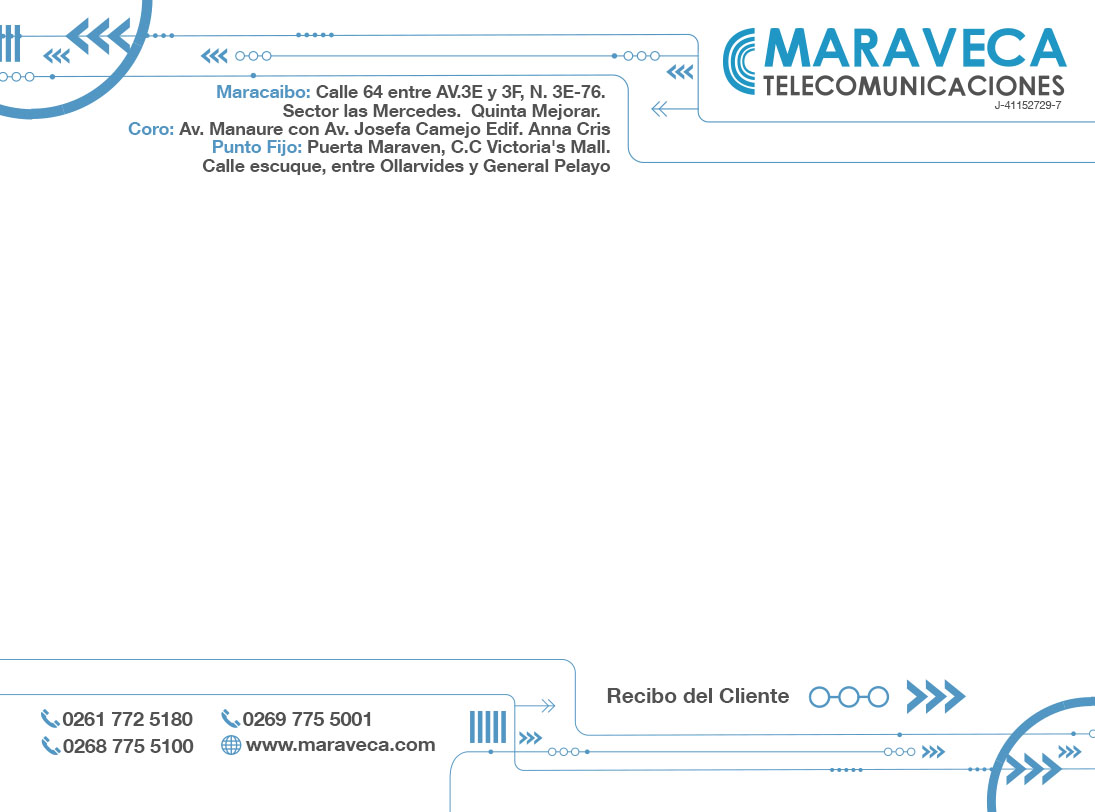 MARAVECA
TELECOMUNICACIONES
J-41152729-7
Maracaibo: Calle 64 entre AV.3E y 3F, N. 3E-76.
Sector las Mercedes. Quinta Mejorar.
Coro: Av. Manaure con Av. Josefa Camejo Edif. Anna Cris
Punto Fijo: Puerta Maraven, C.C Victoria's Mall.
Calle escuque, entre Ollarvides y General Pelayo
Recibo del Cliente
0261 772 5180 0269 775 5001
0268 775 5100 www.maraveca.com